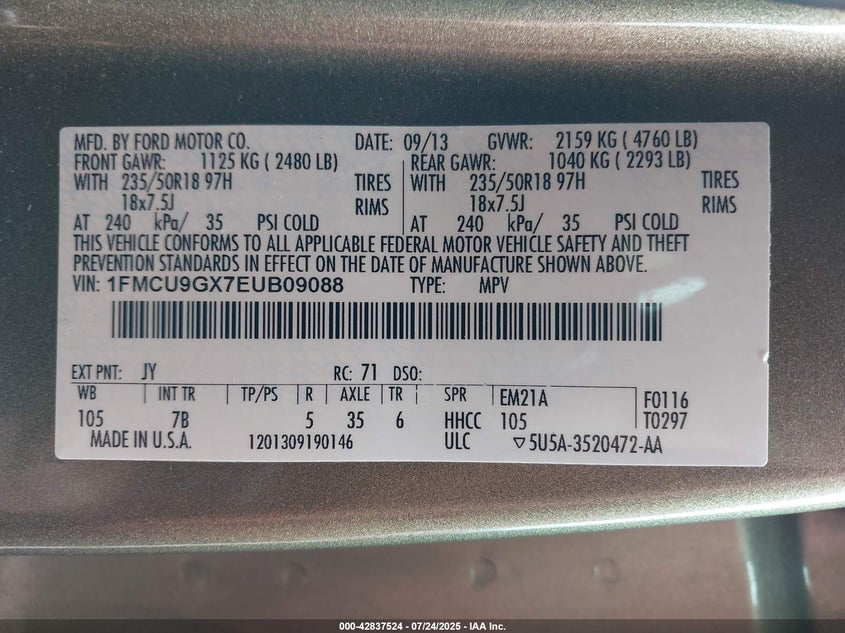 MFD. BY FORD MOTOR CO. DATE: 09/13 GVWR: 2159 KG ( 4760 LB)
FRONT GAWR: 1125 KG ( 2480 LB) REAR GAWR: 1040 KG ( 2293 LB)
WITH 235/50R18 97H TIRES WITH 235/50R18 97H TIRES
18x7.5J RIMS 18x7.5J RIMS
AT 240 kPa/ 35 PSI COLD AT 240 kPa/ 35 PSI COLD
THIS VEHICLE CONFORMS TO ALL APPLICABLE FEDERAL MOTOR VEHICLE SAFETY AND THEFT
PREVENTION STANDARDS IN EFFECT ON THE DATE OF MANUFACTURE SHOWN ABOVE.
VIN: 1FMCU9GX7EUB09088 TYPE: MPV
EXT PNT: JY RC: 71 DSO:
WB INT TR TP/PS R AXLE TR SPR EM21A F0116
105 7B 5 35 6 HHCC 105 T0297
MADE IN U.S.A. 1201309190146 ULC ▽5U5A-3520472-AA
000-42837524 | 07/24/2025 | IAA Inc.